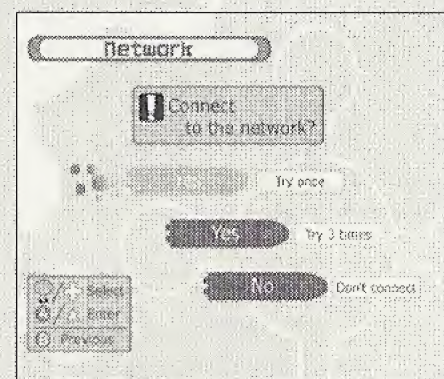 Network
Connect
to the network?
Try once
Yes
Try 3 times
No
Don't connect
Select
Enter
Previous